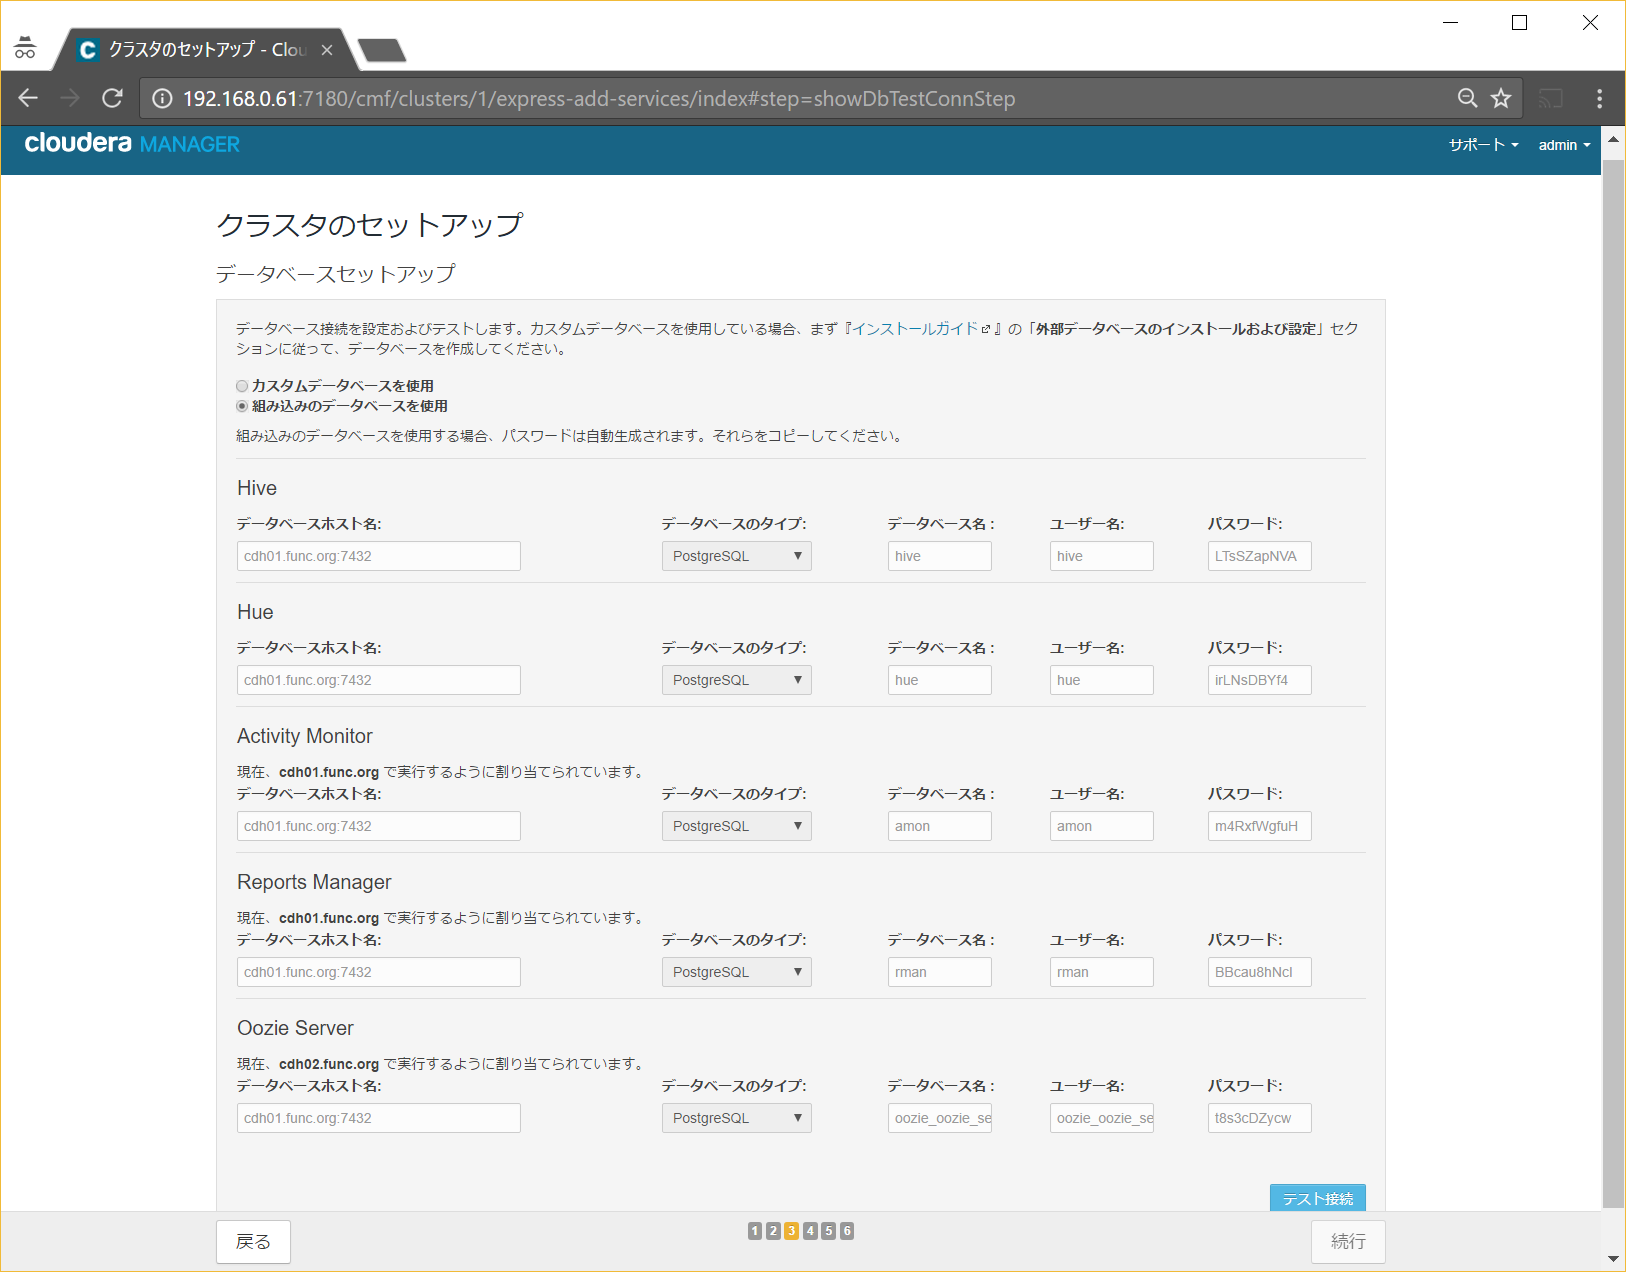 クラスタのセットアップ - Clou
192.168.0.61:7180/cmf/clusters/1/express-add-services/index#step=showDbTestConnStep
cloudera MANAGER
サポート admin
クラスタのセットアップ
データベースセットアップ
データベース接続を設定およびテストします。カスタムデータベースを使用している場合、まず『インストールガイド』の「外部データベースのインストールおよび設定」セク
ションに従って、データベースを作成してください。
カスタムデータベースを使用
組み込みのデータベースを使用
組み込みのデータベースを使用する場合、パスワードは自動生成されます。それらをコピーしてください。
Hive
データベースホスト名: データベースのタイプ: データベース名 : ユーザー名: パスワード:
cdh01.func.org:7432 PostgreSQL hive hive LTsSZapNVA
Hue
データベースホスト名: データベースのタイプ: データベース名 : ユーザー名: パスワード:
cdh01.func.org:7432 PostgreSQL hue hue irLNsDBYf4
Activity Monitor
現在、cdh01.func.org で実行するように割り当てられています。
データベースホスト名: データベースのタイプ: データベース名 : ユーザー名: パスワード:
cdh01.func.org:7432 PostgreSQL amon amon m4RxfWgfuH
Reports Manager
現在、cdh01.func.org で実行するように割り当てられています。
データベースホスト名: データベースのタイプ: データベース名 : ユーザー名: パスワード:
cdh01.func.org:7432 PostgreSQL rman rman BBcau8hNcI
Oozie Server
現在、cdh02.func.org で実行するように割り当てられています。
データベースホスト名: データベースのタイプ: データベース名 : ユーザー名: パスワード:
cdh01.func.org:7432 PostgreSQL oozie_oozie_se oozie_oozie_se t8s3cDZycw
テスト接続
戻る 1 2 3 4 5 6 続行